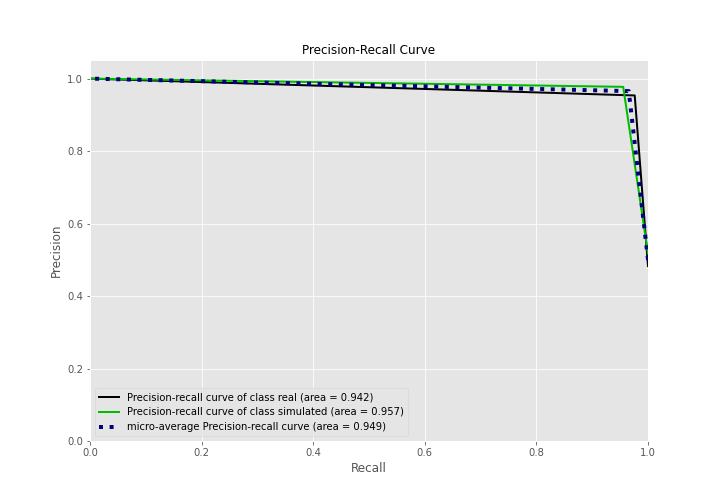 Precision-Recall Curve
1.0
0.8
0.6
0.4
0.2
0.0
Precision
Precision-recall curve of class real (area = 0.942)
Precision-recall curve of class simulated (area = 0.957)
micro-average Precision-recall curve (area = 0.949)
0.0 0.2 0.4 0.6 0.8 1.0
Recall